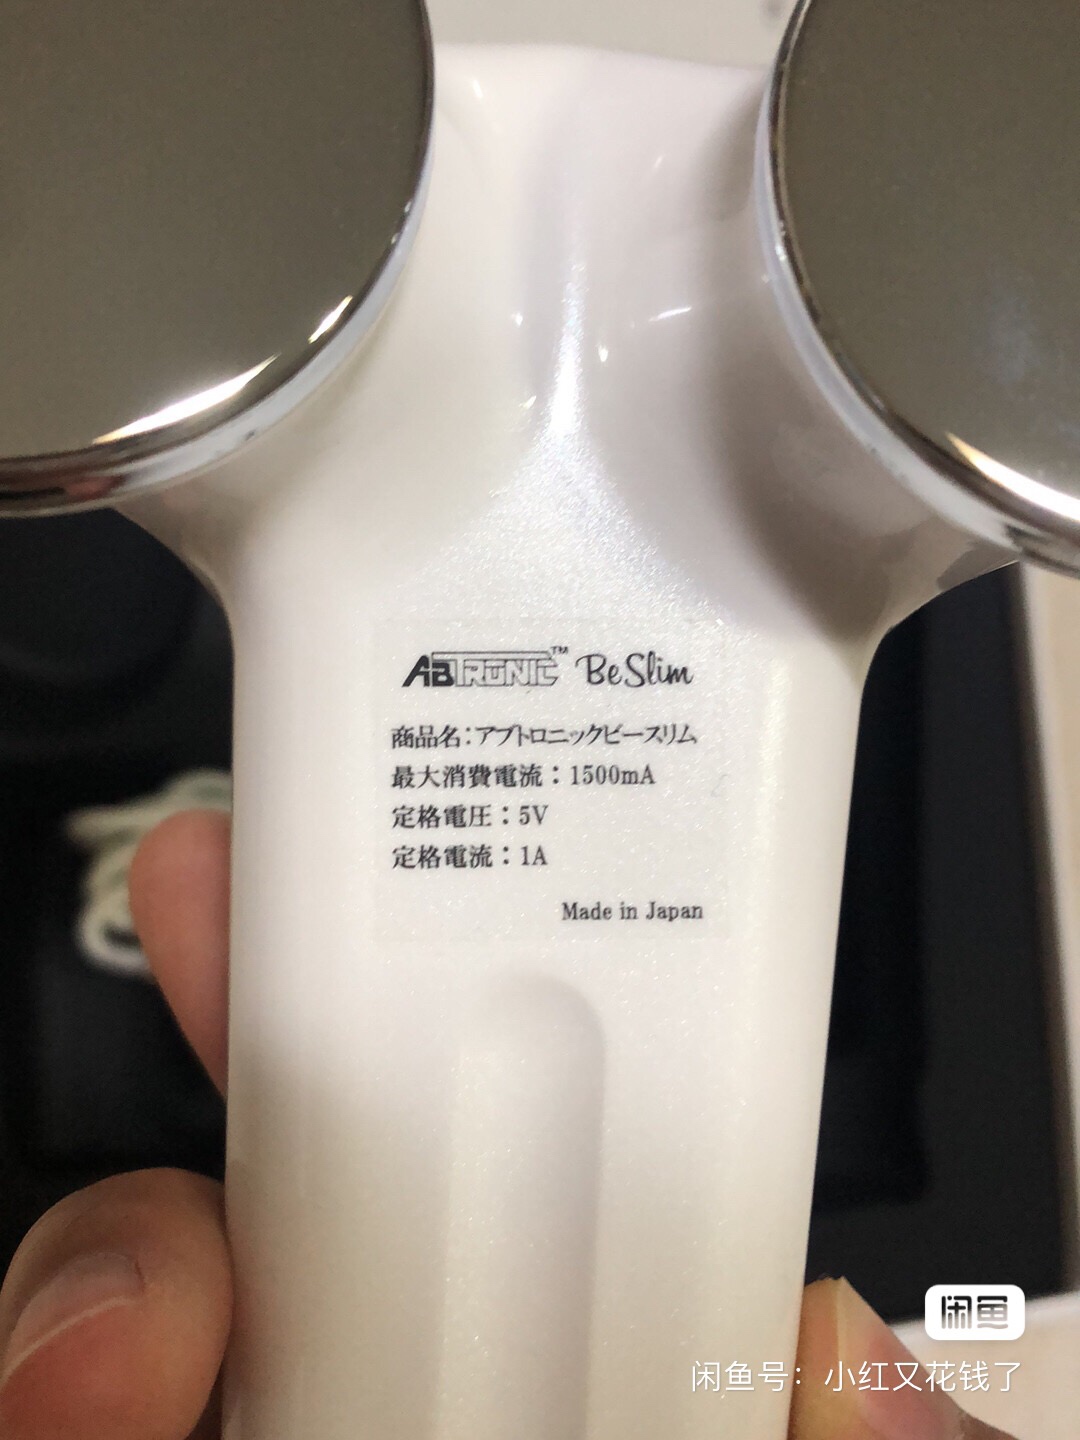 ABTRONIC™ BeSlim
商品名：アブトロニックビースリム
最大消費電流：1500mA
定格電圧：5V
定格電流：1A
Made in Japan
闲鱼
闲鱼号：小红又花钱了